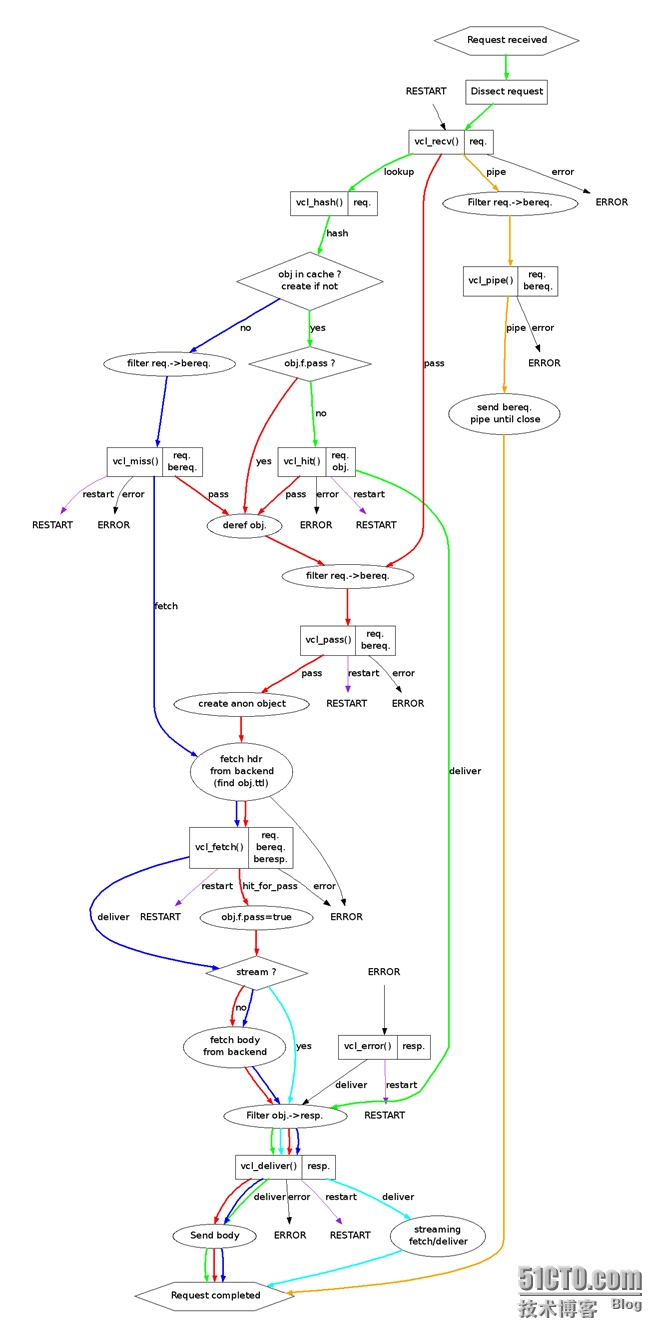 Request received
Dissect request
RESTART
vcl_recv() req.
lookup
pipe
error
vcl_hash() req.
Filter req.->bereq.
ERROR
hash
obj in cache ?
create if not
vcl_pipe() req.
bereq.
no
yes
pipe
error
filter req.->bereq.
obj.f.pass ?
pass
ERROR
no
send bereq.
pipe until close
vcl_miss() req.
bereq.
yes
vcl_hit() req.
obj.
restart
error
pass
pass
error
restart
RESTART
ERROR
deref obj.
ERROR
RESTART
filter req.->bereq.
fetch
vcl_pass() req.
bereq.
pass
restart
error
create anon object
RESTART
ERROR
fetch hdr
from backend
(find obj.ttl)
deliver
vcl_fetch() req.
bereq.
beresp.
restart
hit_for_pass
error
deliver
RESTART
obj.f.pass=true
ERROR
stream ?
ERROR
no
fetch body
from backend
yes
vcl_error() resp.
deliver
restart
Filter obj.->resp.
RESTART
vcl_deliver() resp.
deliver
error
restart
deliver
Send body
ERROR
RESTART
streaming
fetch/deliver
Request completed
51CTO.com
技术博客 Blog